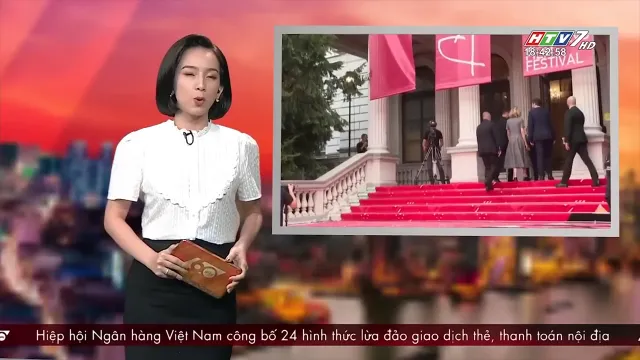 HTV7 HD
18:42:58
FESTIVAL
Hiệp hội Ngân hàng Việt Nam công bố 24 hình thức lừa đảo giao dịch thẻ, thanh toán nội địa